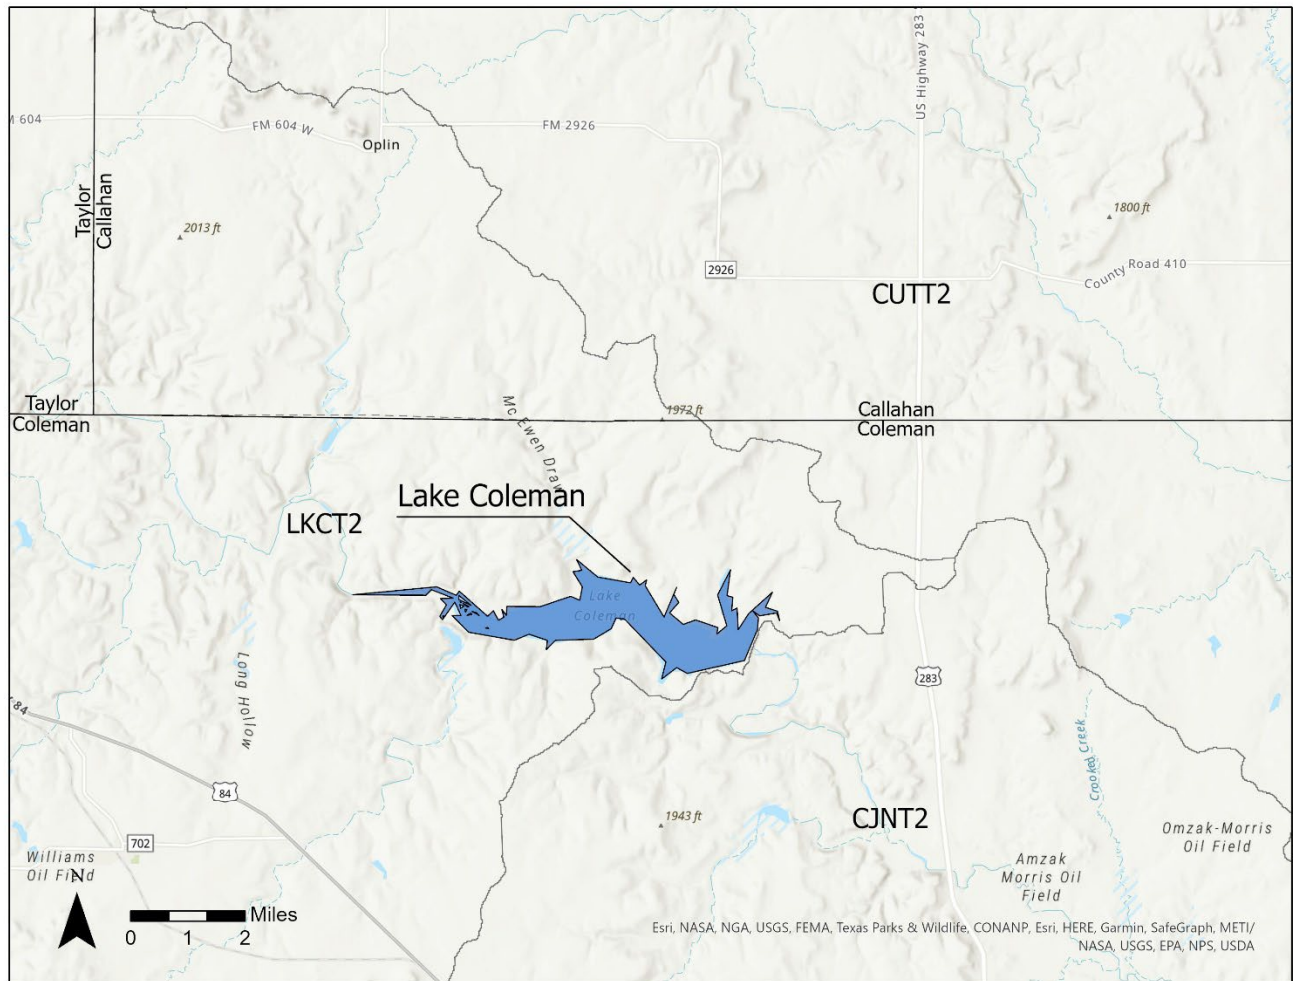 US Highway 283
M 604
FM 604 W
FM 2926
Oplin
Taylor
Callahan
2013 ft
1800 ft
2926
County Road 410
CUTT2
Taylor
Coleman
Mc Ewen Draw
1972 ft
Callahan
Coleman
Lake Coleman
LKCT2
Lake
Coleman
Long Hollow
283
84
Crooked Creek
84
1943 ft
CJNT2
702
Williams
Oil Field
Omzak-Morris
Oil Field
Amzak
Morris Oil
Field
N
Miles
0 1 2
Esri, NASA, NGA, USGS, FEMA, Texas Parks & Wildlife, CONANP, Esri, HERE, Garmin, SafeGraph, METI/
NASA, USGS, EPA, NPS, USDA